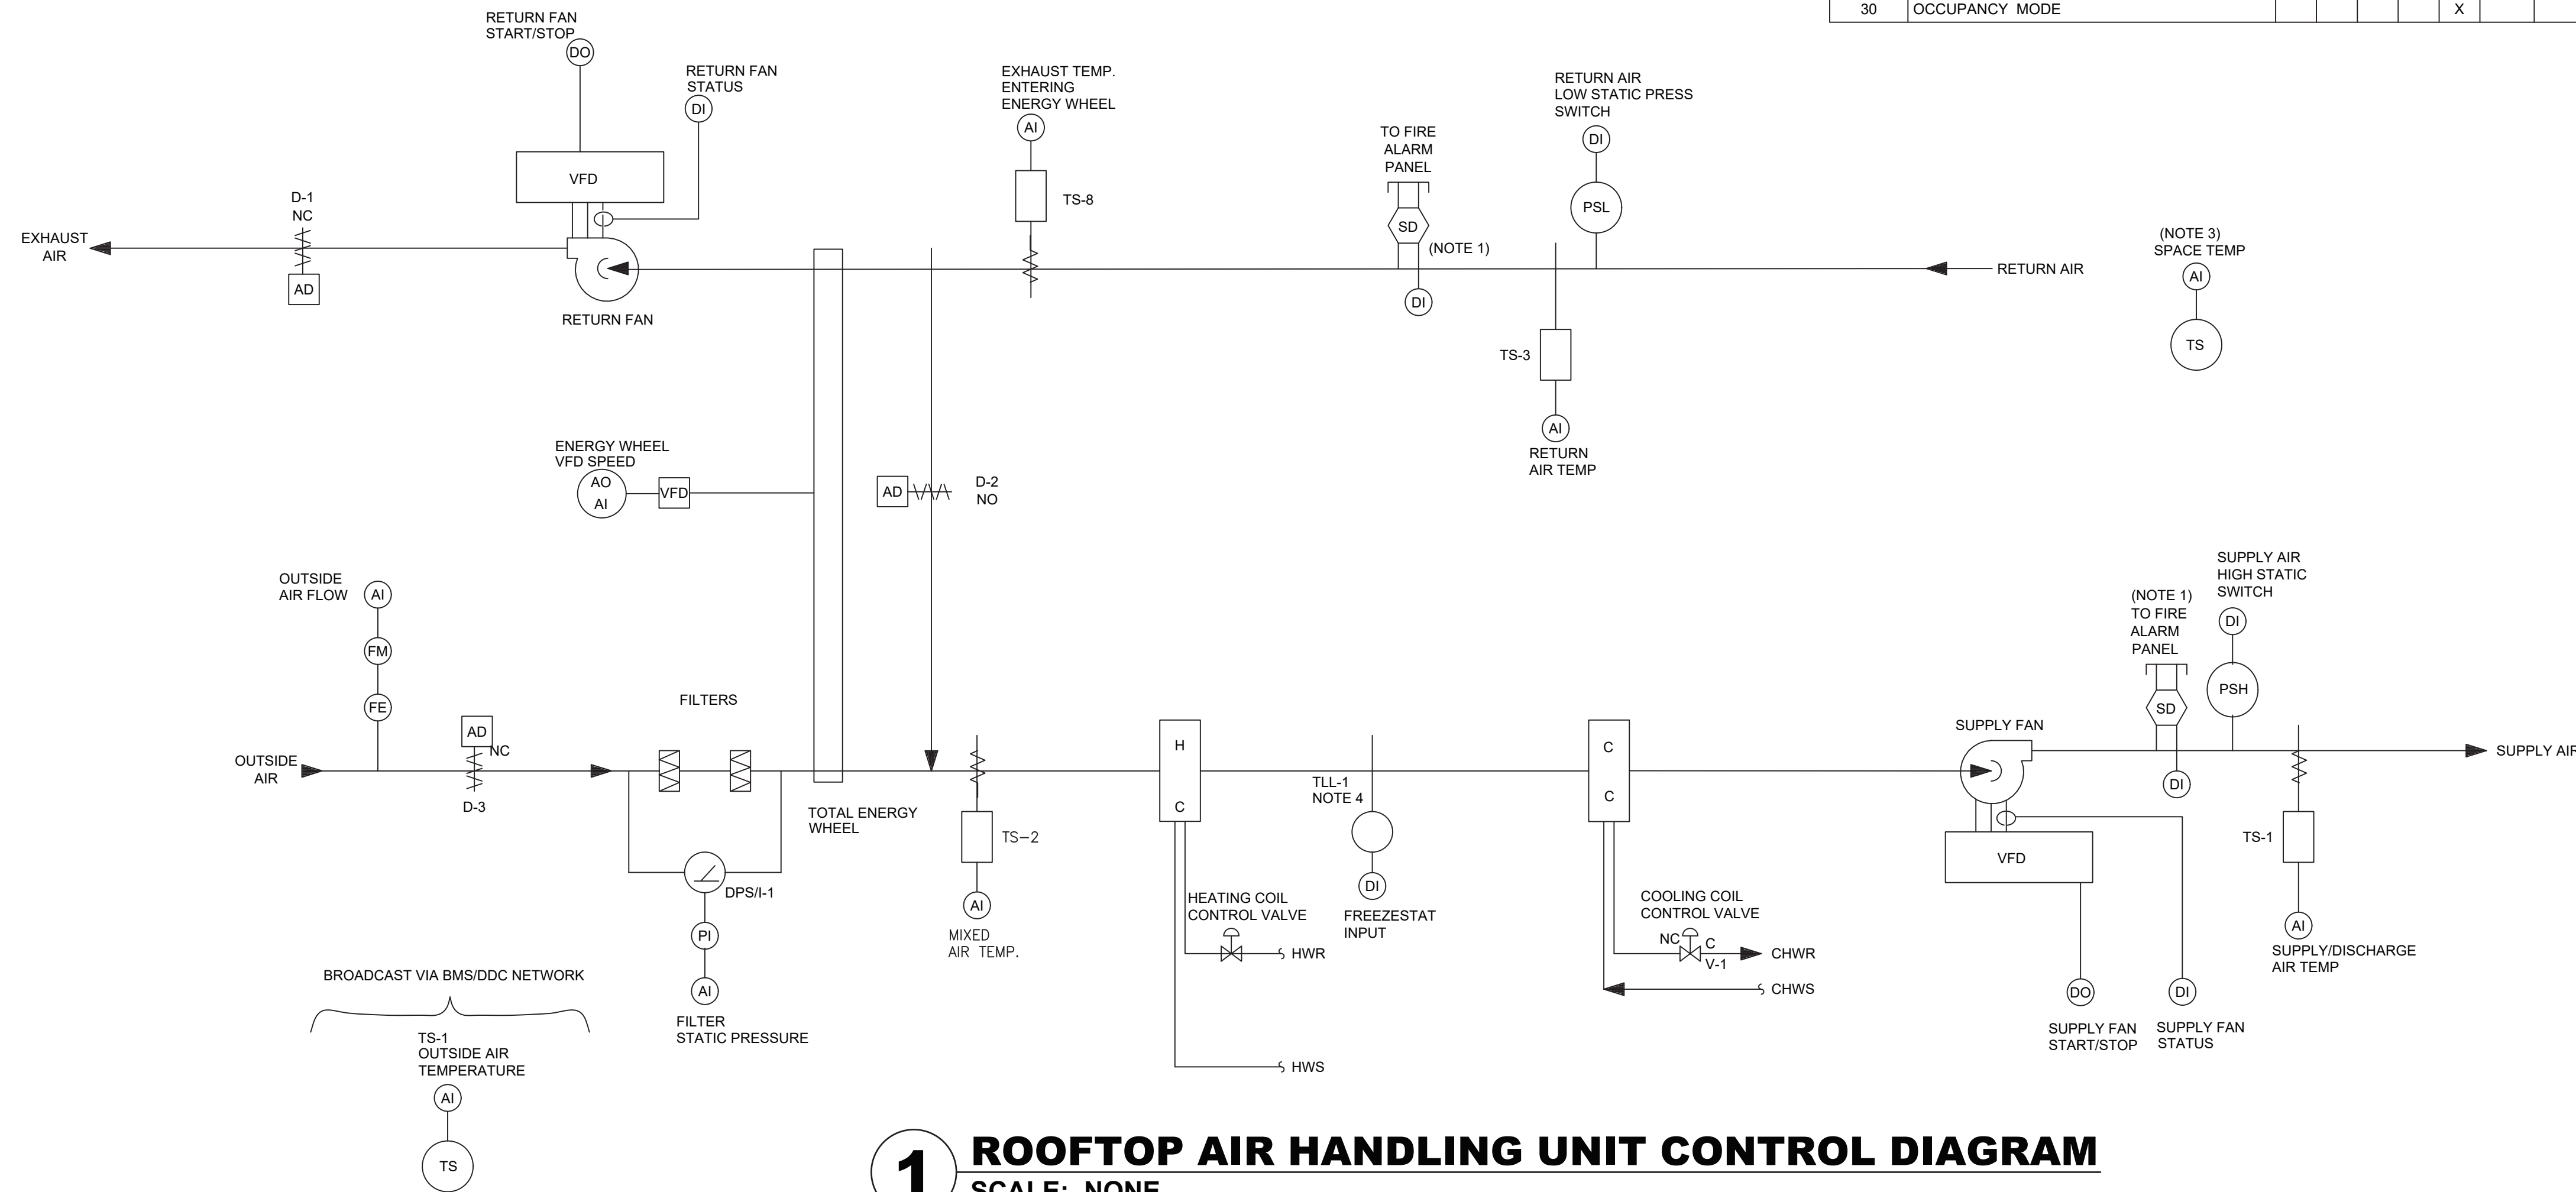 30 OCCUPANCY MODE X
RETURN FAN
START/STOP
DO
RETURN FAN
STATUS
DI
VFD
EXHAUST TEMP.
ENTERING
ENERGY WHEEL
AI
TS-8
TO FIRE
ALARM
PANEL
SD
(NOTE 1)
DI
RETURN AIR
LOW STATIC PRESS
SWITCH
DI
PSL
D-1
NC
EXHAUST
AIR
AD
RETURN FAN
RETURN AIR
(NOTE 3)
SPACE TEMP
AI
TS
TS-3
AI
RETURN
AIR TEMP
ENERGY WHEEL
VFD SPEED
AO
AI
VFD
AD
D-2
NO
OUTSIDE
AIR FLOW
AI
FM
FE
AD
NC
OUTSIDE
AIR
D-3
FILTERS
DPS/I-1
PI
AI
FILTER
STATIC PRESSURE
TOTAL ENERGY
WHEEL
TS-2
AI
MIXED
AIR TEMP.
H
C
HEATING COIL
CONTROL VALVE
HWR
HWS
TLL-1
NOTE 4
DI
FREEZESTAT
INPUT
C
C
COOLING COIL
CONTROL VALVE
NC
C
V-1
CHWR
CHWS
SUPPLY FAN
VFD
DO
SUPPLY FAN
START/STOP
DI
SUPPLY FAN
STATUS
(NOTE 1)
TO FIRE
ALARM
PANEL
SD
DI
SUPPLY AIR
HIGH STATIC
SWITCH
DI
PSH
SUPPLY AIR
TS-1
AI
SUPPLY/DISCHARGE
AIR TEMP
BROADCAST VIA BMS/DDC NETWORK
TS-1
OUTSIDE AIR
TEMPERATURE
AI
TS
1
ROOFTOP AIR HANDLING UNIT CONTROL DIAGRAM
SCALE: NONE